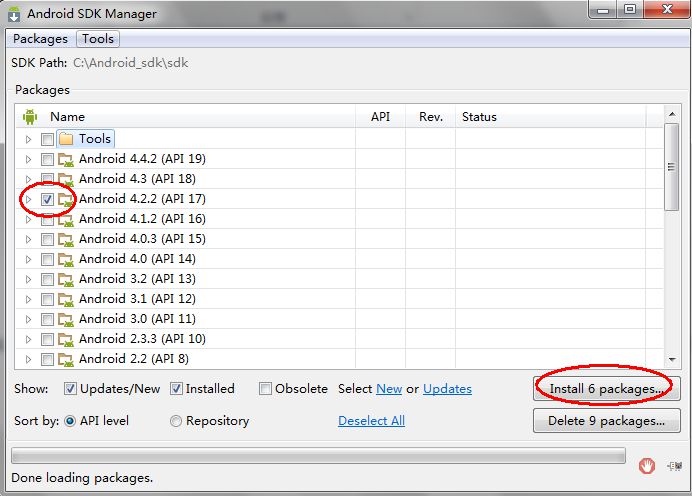 Android SDK Manager
Packages Tools
SDK Path: C:\Android_sdk\sdk
Packages
Name API Rev. Status
Tools
Android 4.4.2 (API 19)
Android 4.3 (API 18)
Android 4.2.2 (API 17)
Android 4.1.2 (API 16)
Android 4.0.3 (API 15)
Android 4.0 (API 14)
Android 3.2 (API 13)
Android 3.1 (API 12)
Android 3.0 (API 11)
Android 2.3.3 (API 10)
Android 2.2 (API 8)
Show: Updates/New Installed Obsolete Select New or Updates Install 6 packages...
Sort by: API level Repository Deselect All Delete 9 packages...
Done loading packages.